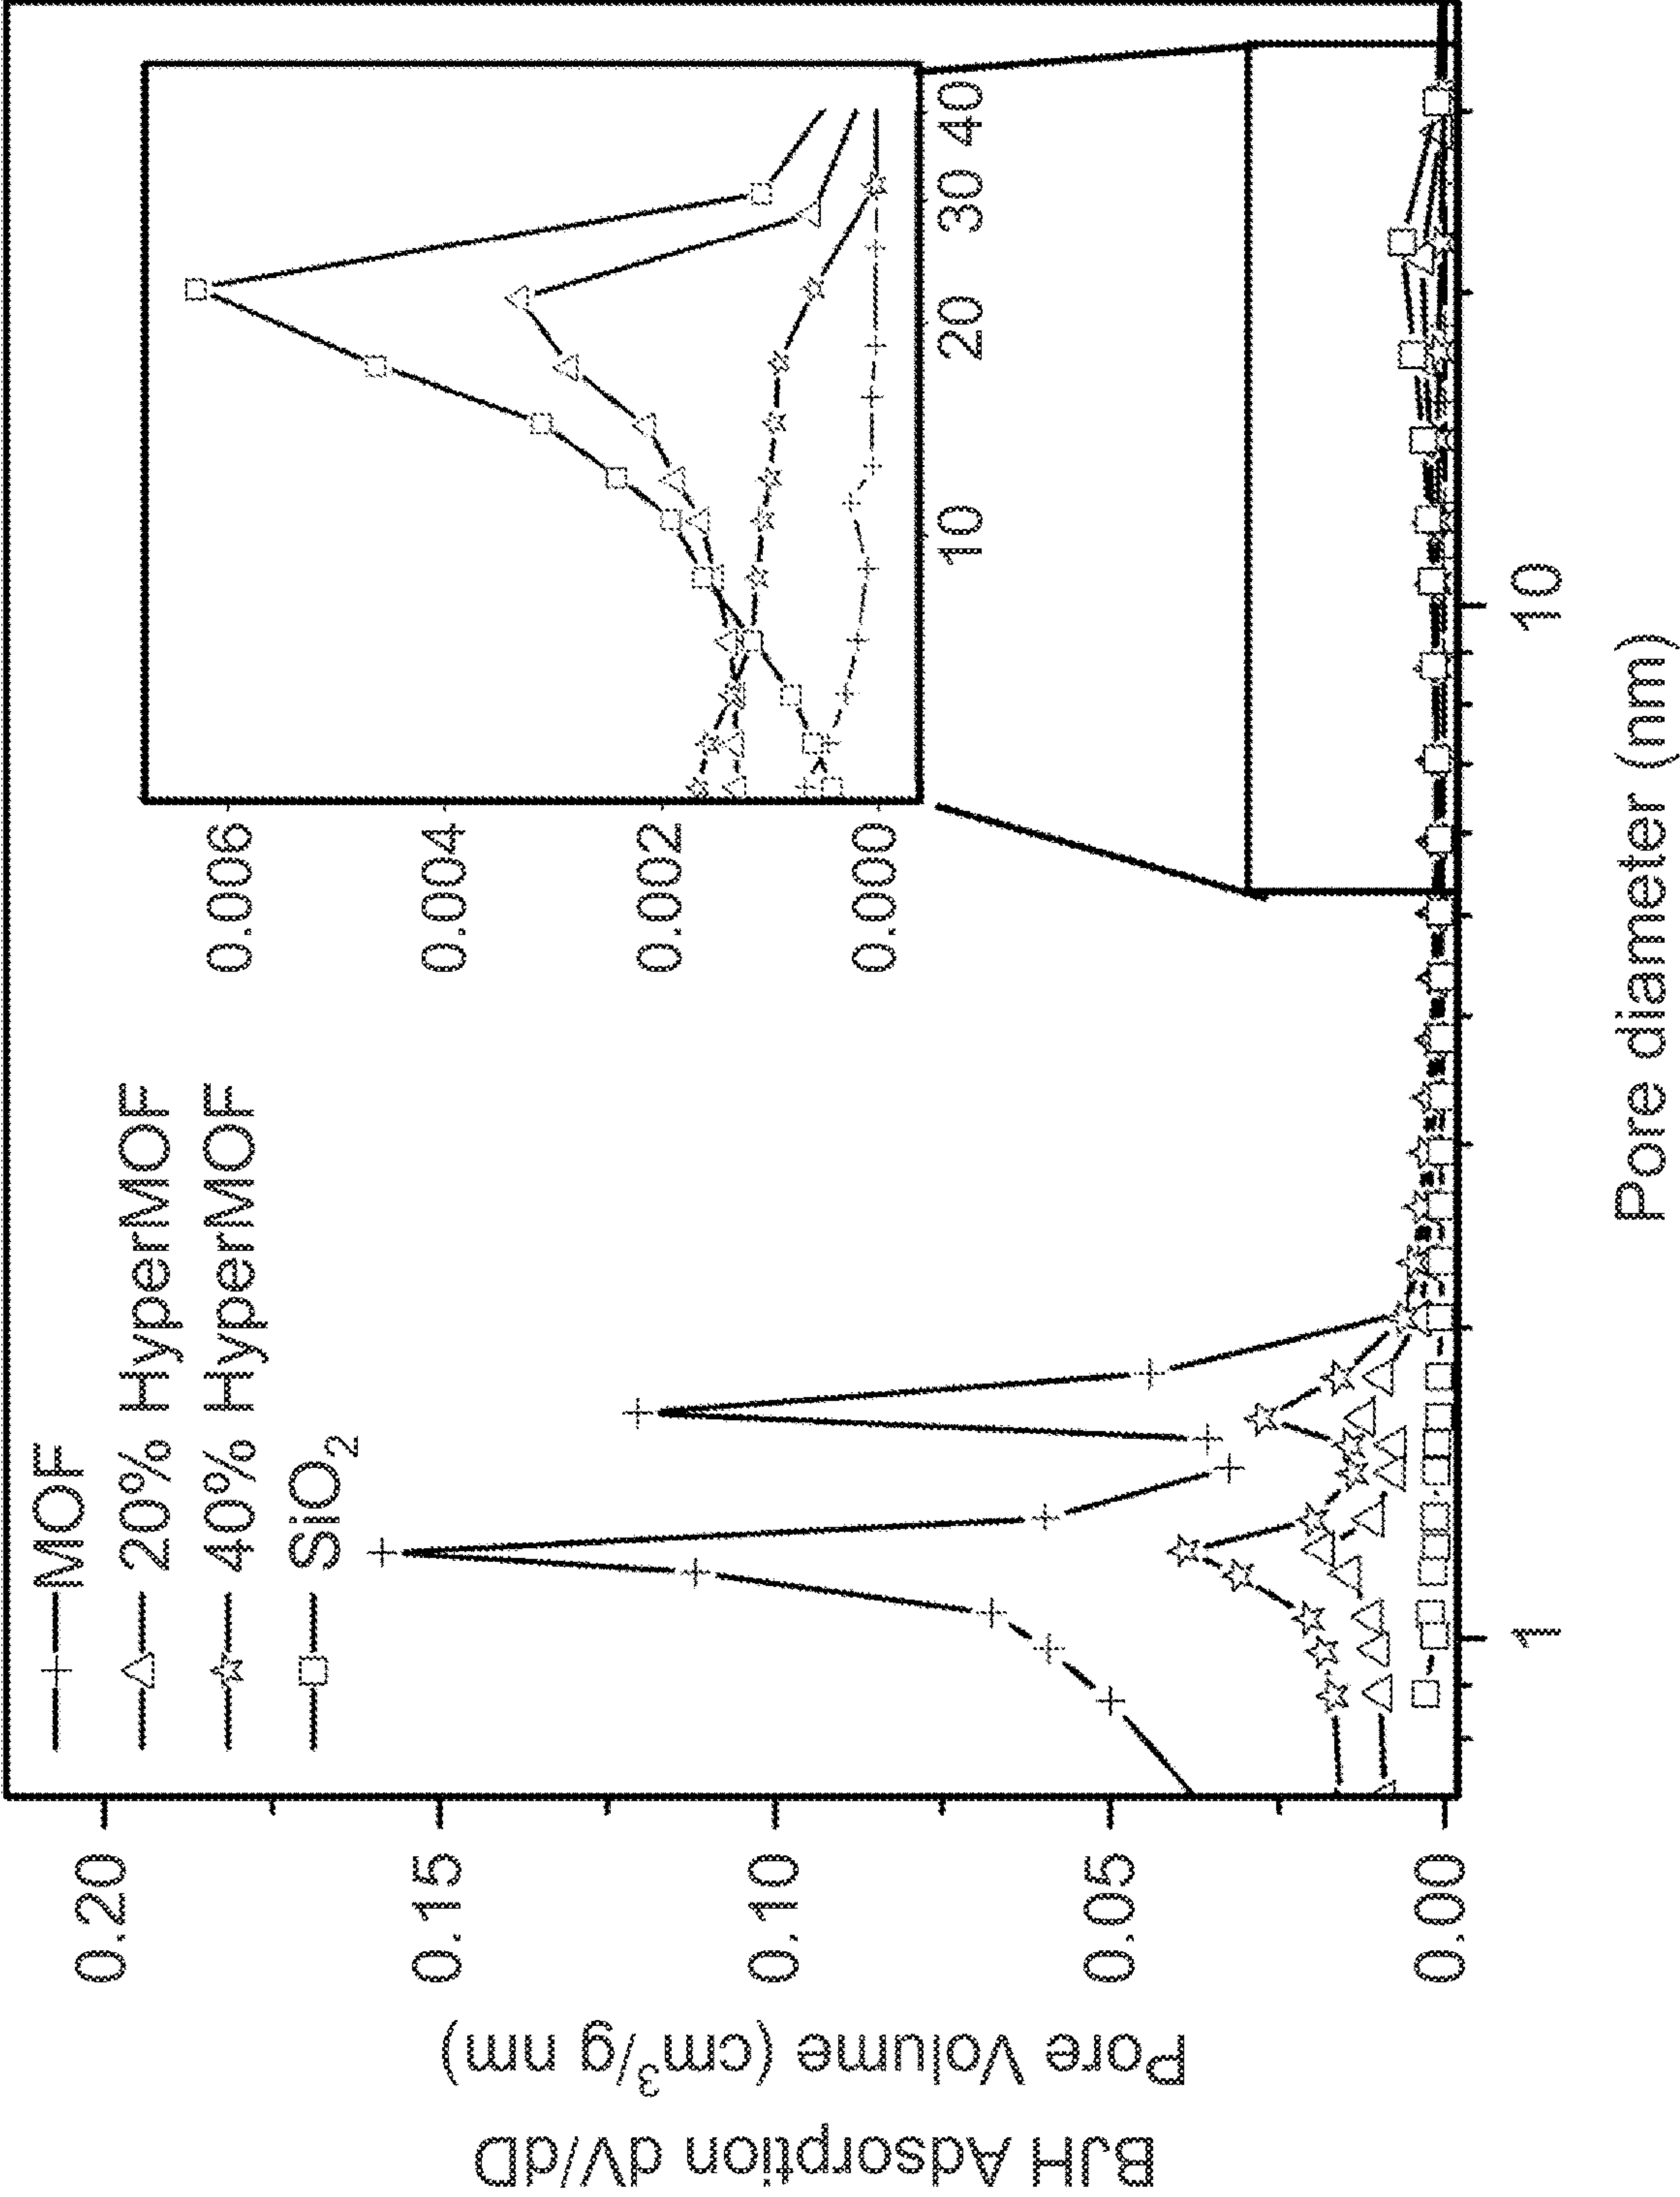 BJH Adsorption dV/dD
Pore Volume (cm³/g nm)
0.20
0.15
0.10
0.05
0.00
MOF
20% HyperMOF
40% HyperMOF
SiO₂
0.006
0.004
0.002
0.000
10
20
30
40
1
10
Pore diameter (nm)